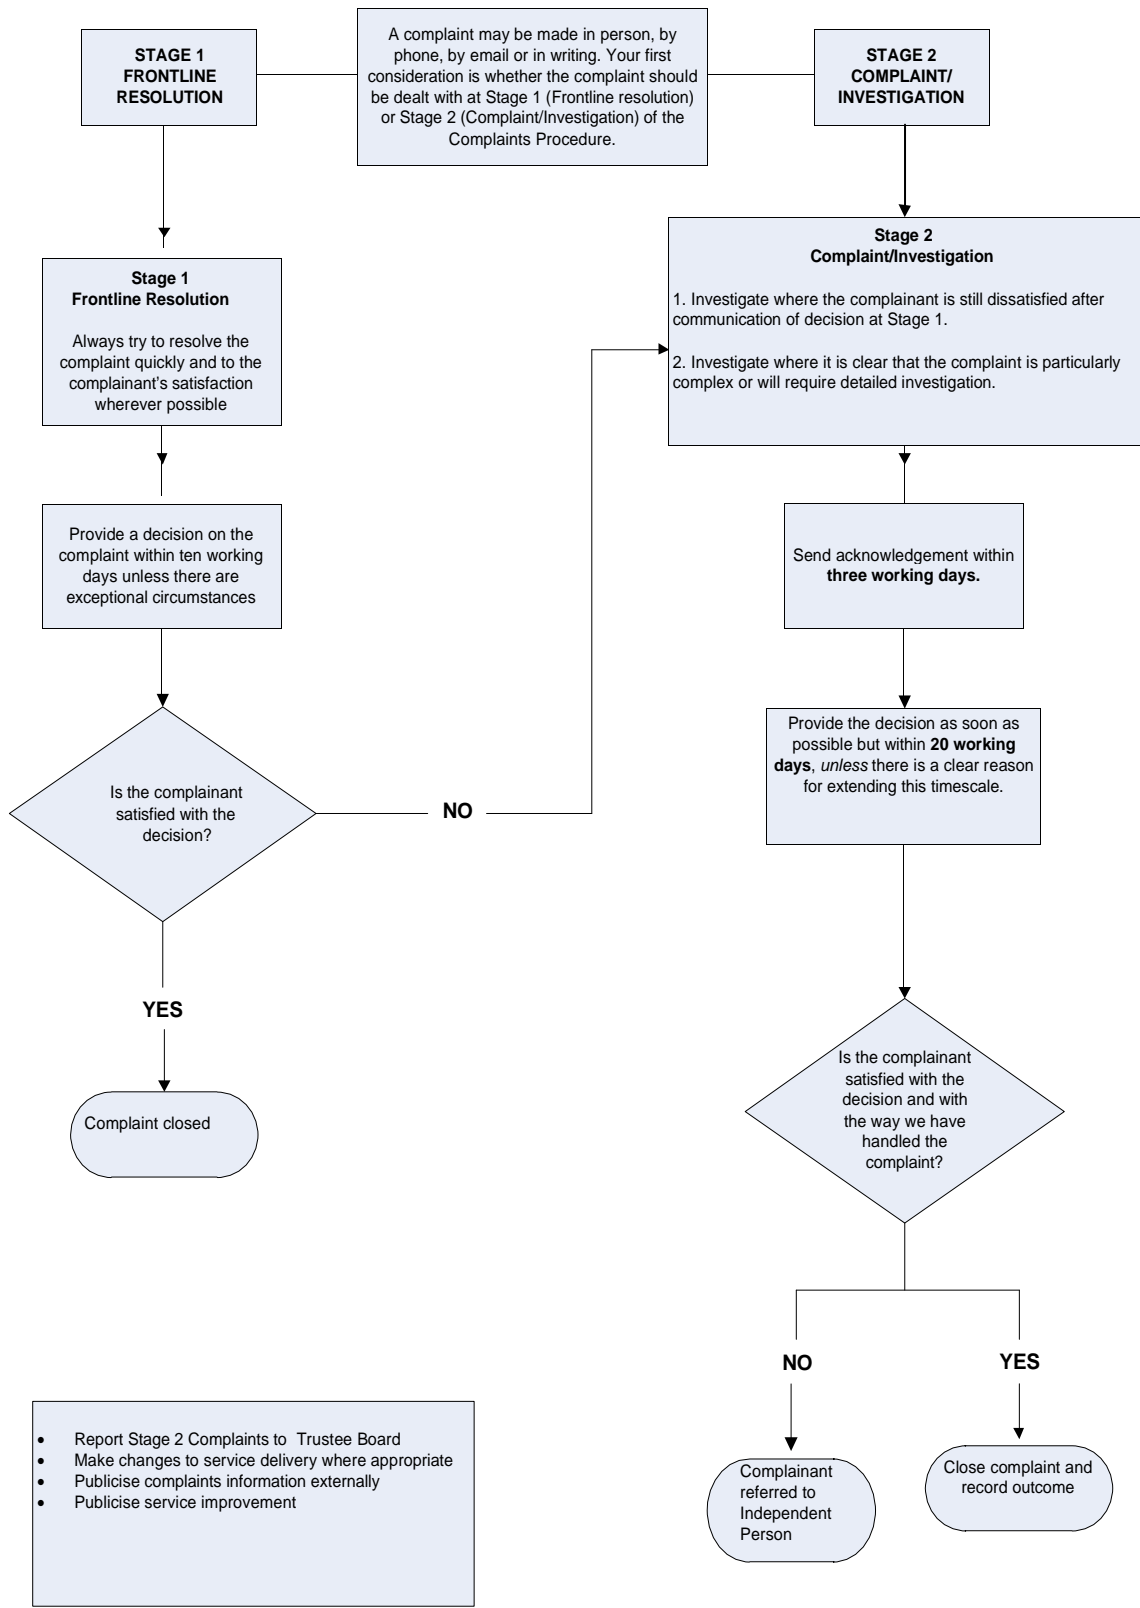 STAGE 1
FRONTLINE
RESOLUTION
A complaint may be made in person, by
phone, by email or in writing. Your first
consideration is whether the complaint should
be dealt with at Stage 1 (Frontline resolution)
or Stage 2 (Complaint/Investigation) of the
Complaints Procedure.
STAGE 2
COMPLAINT/
INVESTIGATION
Stage 1
Frontline Resolution
Always try to resolve the
complaint quickly and to the
complainant's satisfaction
wherever possible
Provide a decision on the
complaint within ten working
days unless there are
exceptional circumstances
Is the complainant
satisfied with the
decision?
NO
YES
Complaint closed
Stage 2
Complaint/Investigation
1. Investigate where the complainant is still dissatisfied after
communication of decision at Stage 1.
2. Investigate where it is clear that the complaint is particularly
complex or will require detailed investigation.
Send acknowledgement within
three working days.
Provide the decision as soon as
possible but within 20 working
days, unless there is a clear reason
for extending this timescale.
Is the complainant
satisfied with the
decision and with
the way we have
handled the
complaint?
NO
YES
Complainant
referred to
Independent
Person
Close complaint and
record outcome
• Report Stage 2 Complaints to Trustee Board
• Make changes to service delivery where appropriate
• Publicise complaints information externally
• Publicise service improvement